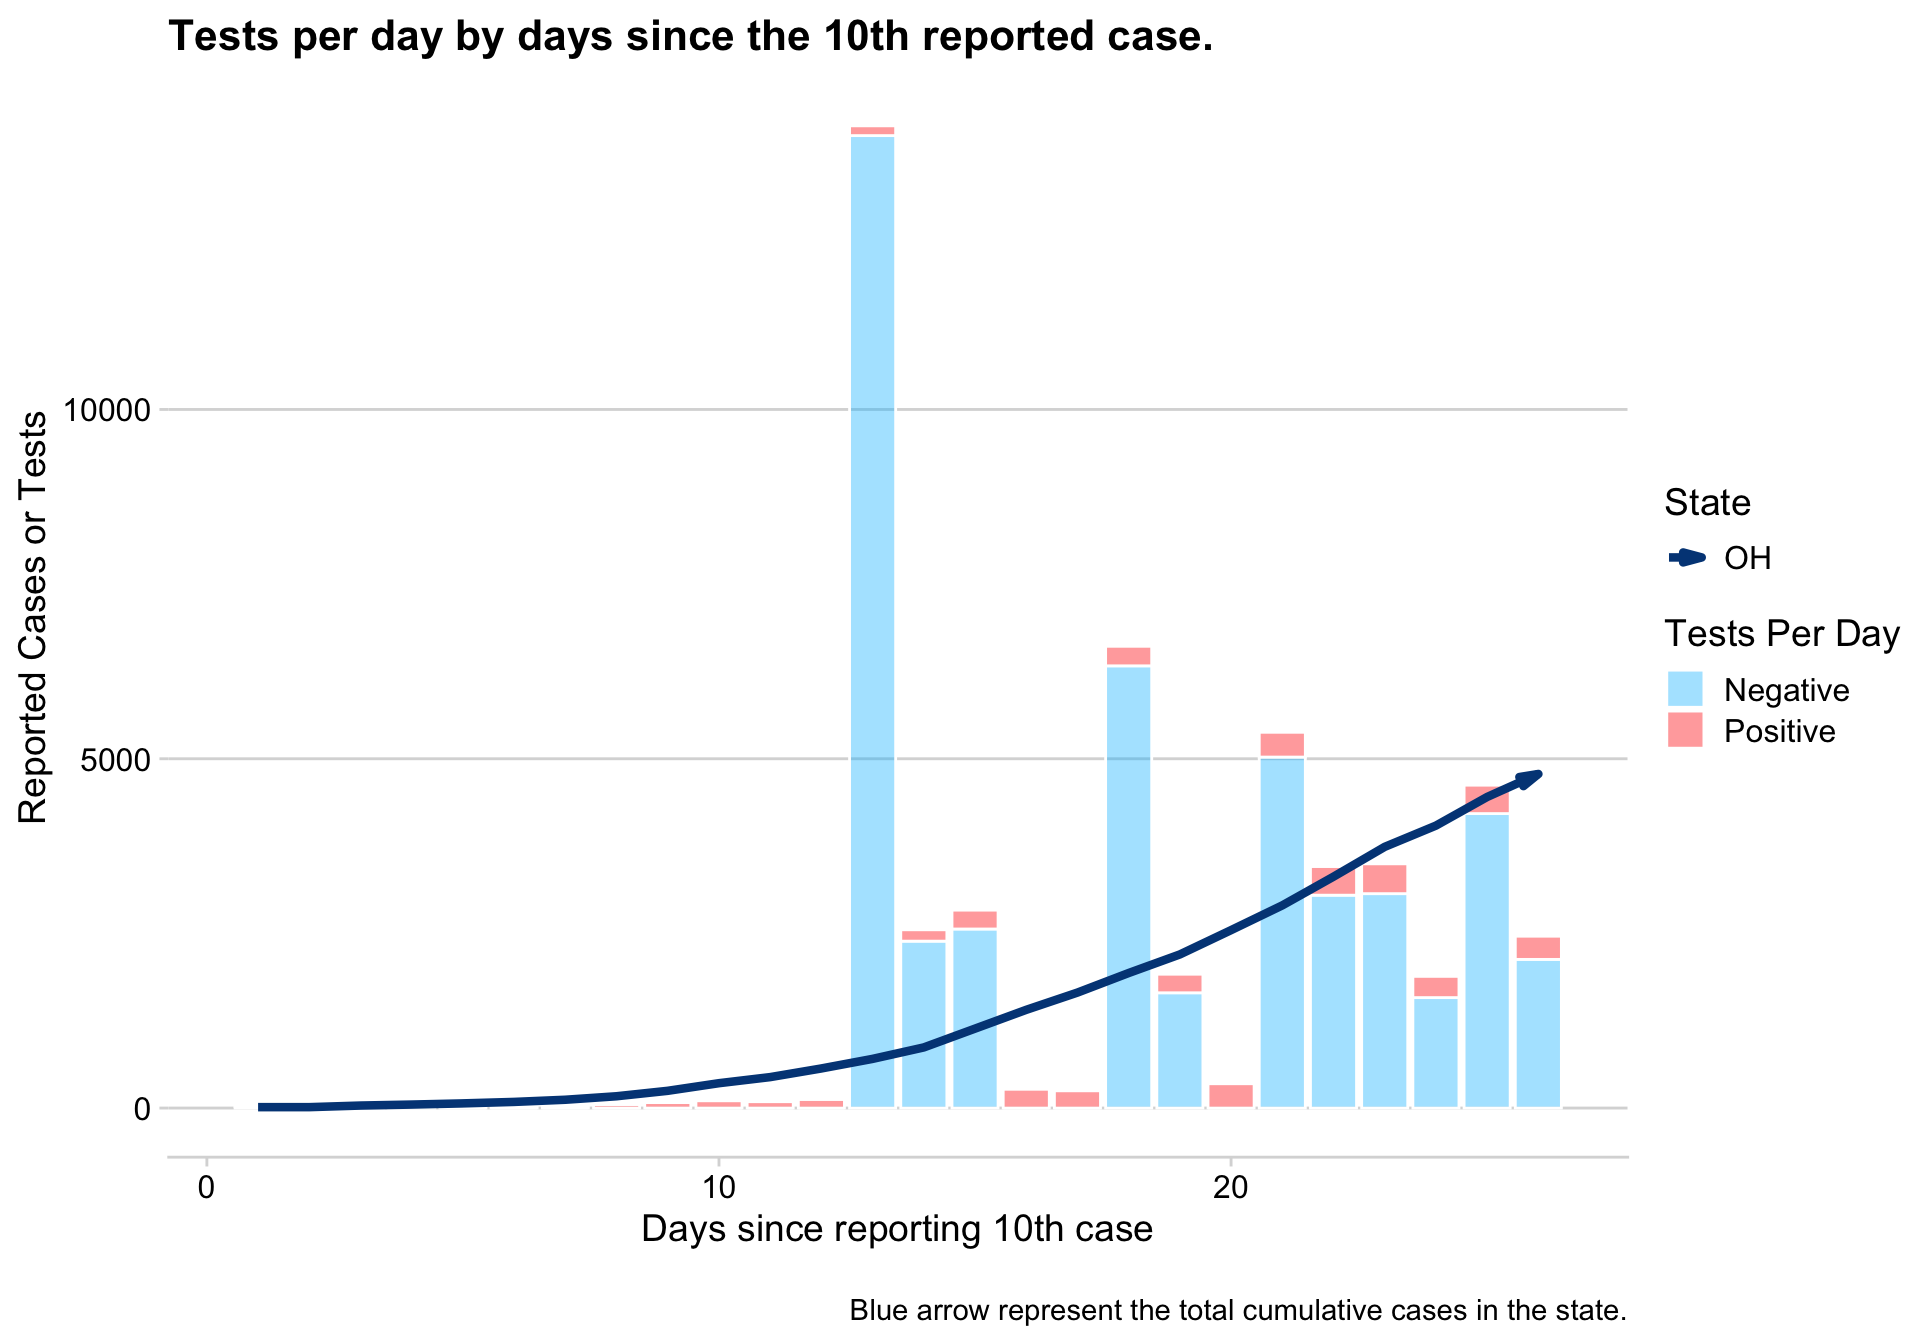 Tests per day by days since the 10th reported case.
Reported Cases or Tests
10000
5000
0
0
10
20
Days since reporting 10th case
State
OH
Tests Per Day
Negative
Positive
Blue arrow represent the total cumulative cases in the state.